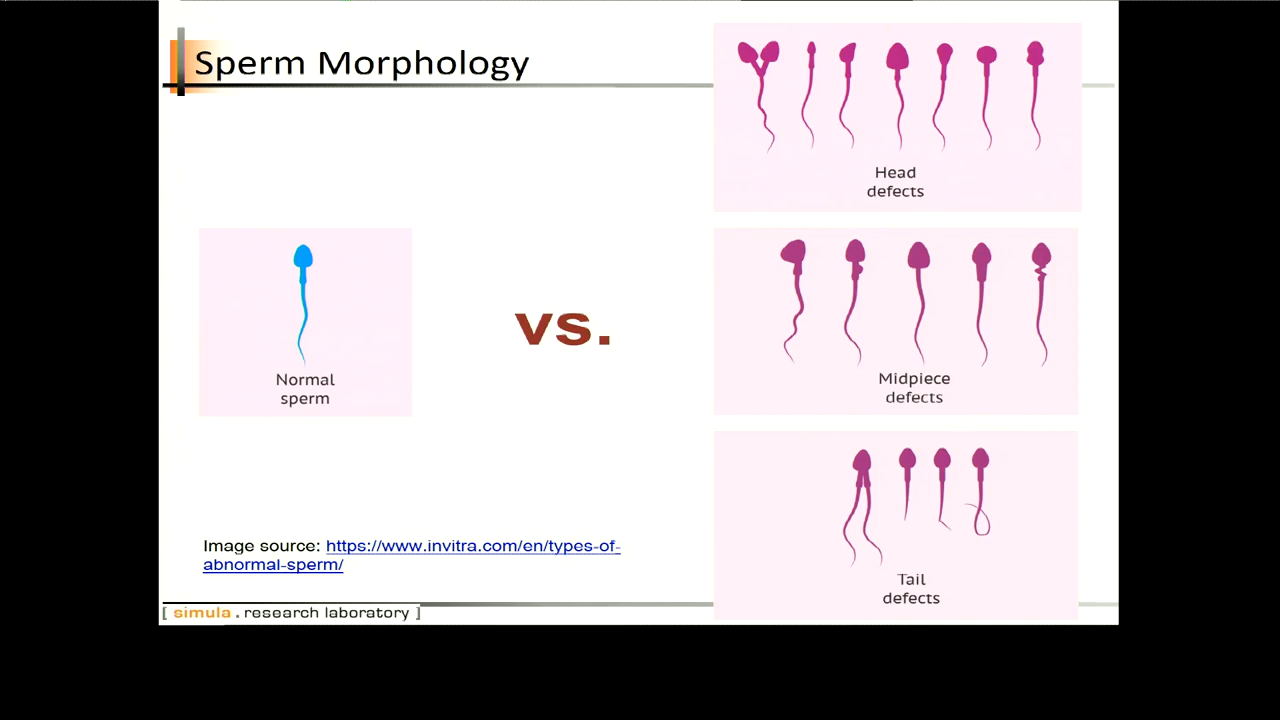 Sperm Morphology
Head
defects
Normal
sperm
vs.
Midpiece
defects
Tail
defects
Image source: https://www.invitra.com/en/types-of-
abnormal-sperm/
[ simula . research laboratory ]